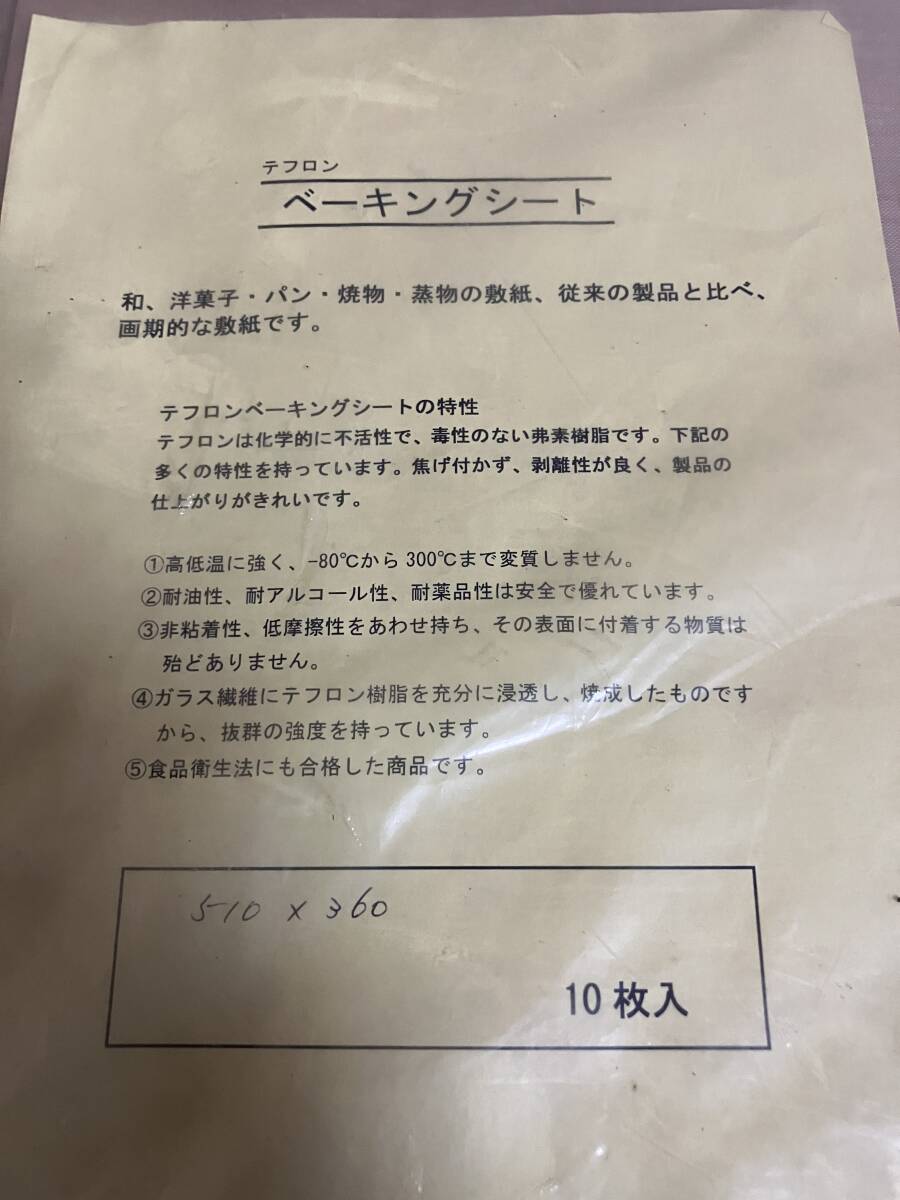 テフロン
ベーキングシート
和、洋菓子・パン・焼物・蒸物の敷紙、従来の製品と比べ、
画期的な敷紙です。
テフロンベーキングシートの特性
テフロンは化学的に不活性で、毒性のない弗素樹脂です。下記の
多くの特性を持っています。焦げ付かず、剥離性が良く、製品の
仕上がりがきれいです。
①高低温に強く、-80℃から300℃まで変質しません。
②耐油性、耐アルコール性、耐薬品性は安全で優れています。
③非粘着性、低摩擦性をあわせ持ち、その表面に付着する物質は
殆どありません。
④ガラス繊維にテフロン樹脂を充分に浸透し、焼成したものです
から、抜群の強度を持っています。
⑤食品衛生法にも合格した商品です。
510 x 360
10枚入